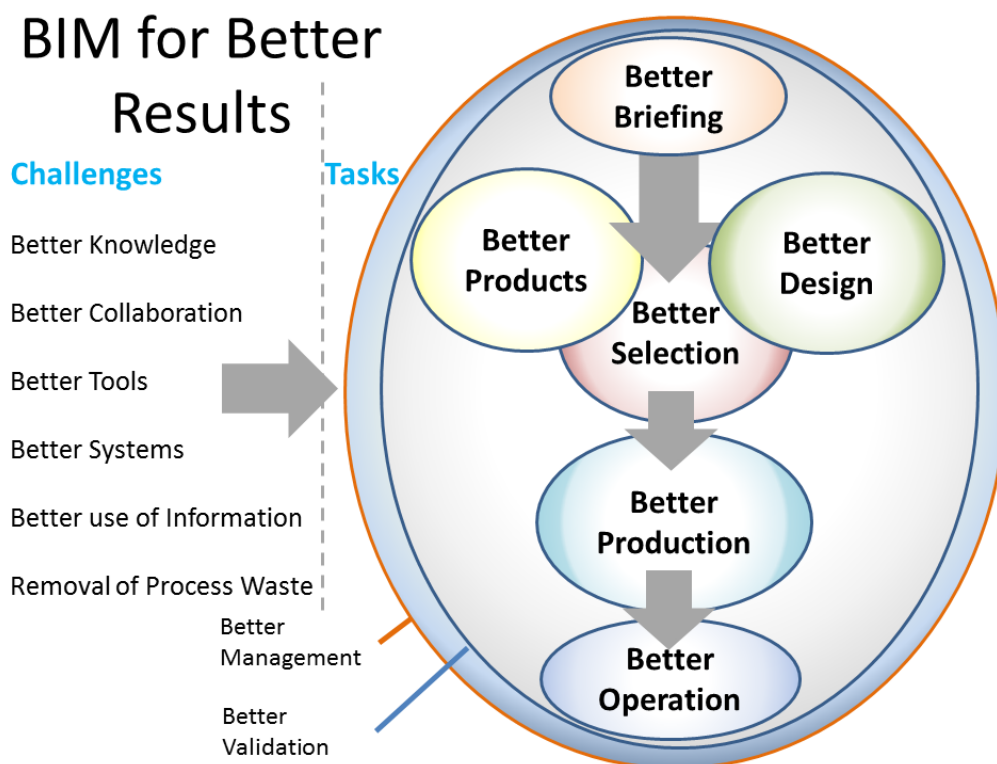 BIM for Better
Results
Challenges
Better Knowledge
Better Collaboration
Better Tools
Better Systems
Better use of Information
Removal of Process Waste
Tasks
Better
Briefing
Better
Products
Better
Design
Better
Selection
Better
Production
Better
Operation
Better
Management
Better
Validation